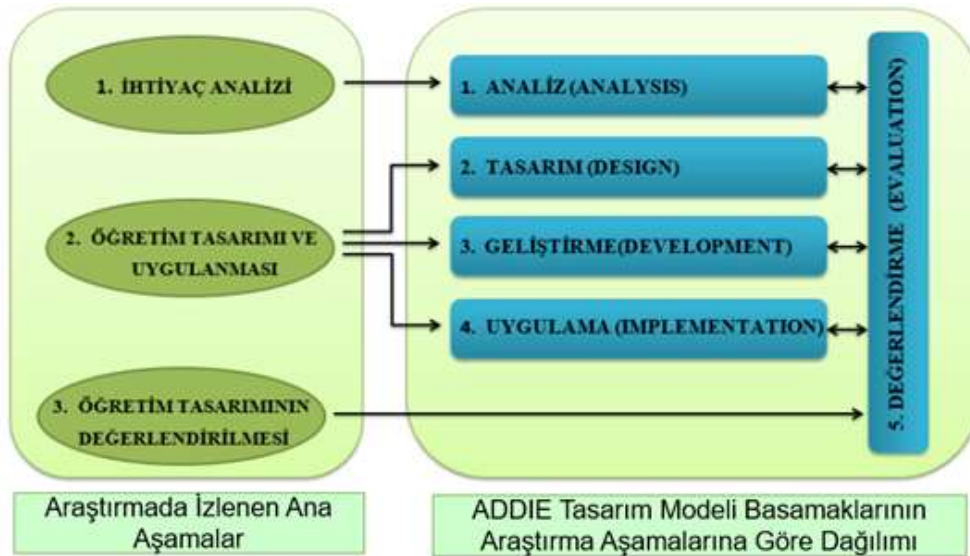 1. İHTİYAÇ ANALİZİ
2. ÖĞRETİM TASARIMI VE
UYGULANMASI
3. ÖĞRETİM TASARIMININ
DEĞERLENDİRİLMESİ
1. ANALİZ (ANALYSIS)
2. TASARIM (DESIGN)
3. GELİŞTİRME(DEVELOPMENT)
4. UYGULAMA (IMPLEMENTATION)
5. DEĞERLENDİRME (EVALUATION)
Araştırmada İzlenen Ana
Aşamalar
ADDIE Tasarım Modeli Basamaklarının
Araştırma Aşamalarına Göre Dağılımı